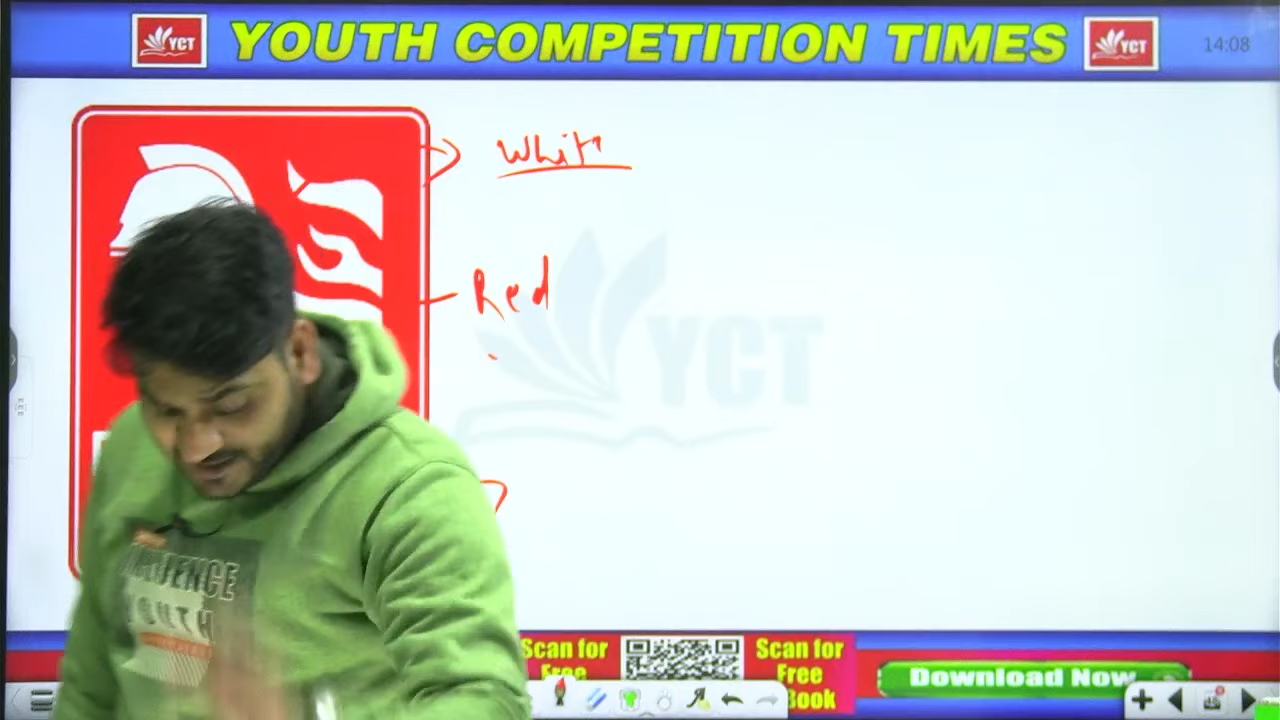 YCT YOUTH COMPETITION TIMES YCT 14:08
White
Red
YCT
YOUTH
Scan for
Free
Scan for
Free
Book
Download Now